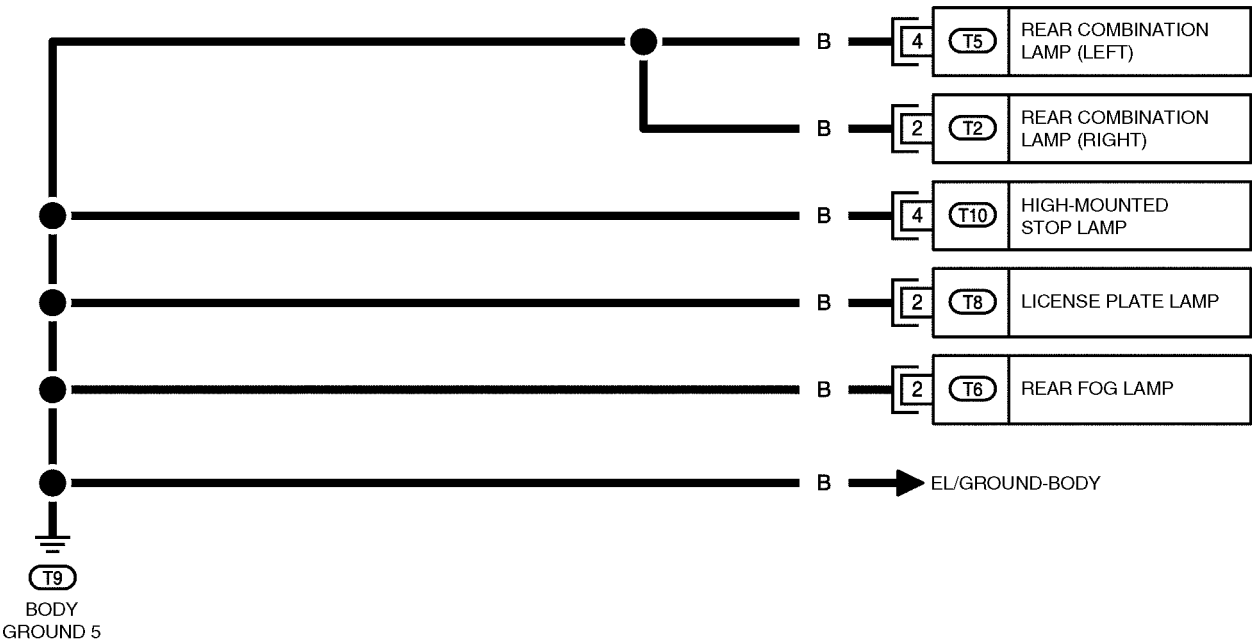 B 4 T5 REAR COMBINATION
LAMP (LEFT)
B 2 T2 REAR COMBINATION
LAMP (RIGHT)
B 4 T10 HIGH-MOUNTED
STOP LAMP
B 2 T8 LICENSE PLATE LAMP
B 2 T6 REAR FOG LAMP
B EL/GROUND-BODY
T9
BODY
GROUND 5